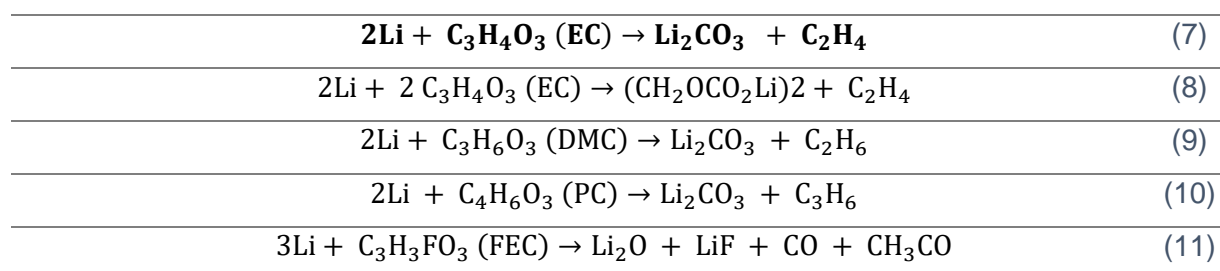 2Li + C₃H₄O₃ (EC) → Li₂CO₃ + C₂H₄ (7)
2Li + 2 C₃H₄O₃ (EC) → (CH₂OCO₂Li)2 + C₂H₄ (8)
2Li + C₃H₆O₃ (DMC) → Li₂CO₃ + C₂H₆ (9)
2Li + C₄H₆O₃ (PC) → Li₂CO₃ + C₃H₆ (10)
3Li + C₃H₃FO₃ (FEC) → Li₂O + LiF + CO + CH₃CO (11)